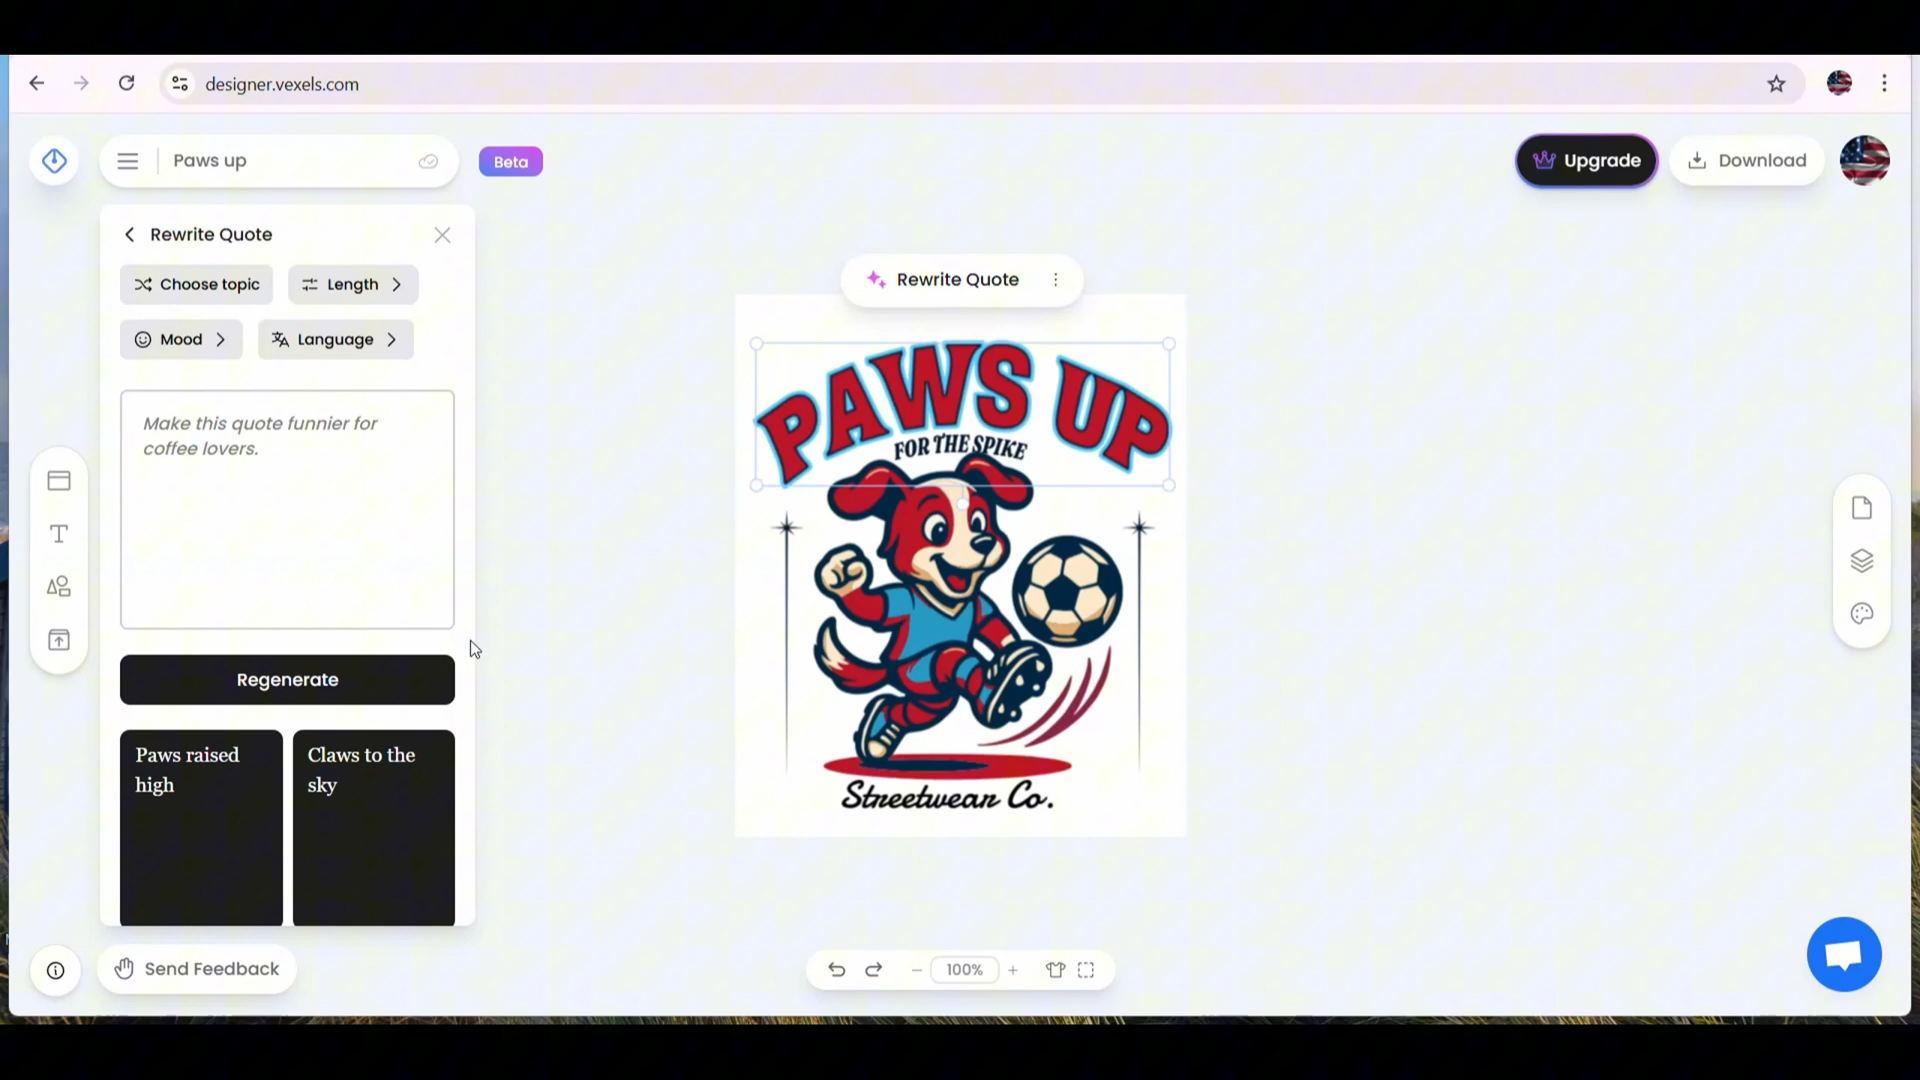 designer.vexels.com
Paws up
Beta
Upgrade
Download
Rewrite Quote
Choose topic
Length
Mood
Language
Make this quote funnier for
coffee lovers.
Regenerate
Paws raised
high
Claws to the
sky
Send Feedback
Rewrite Quote
PAWS UP
FOR THE SPIKE
Streetwear Co.
100%